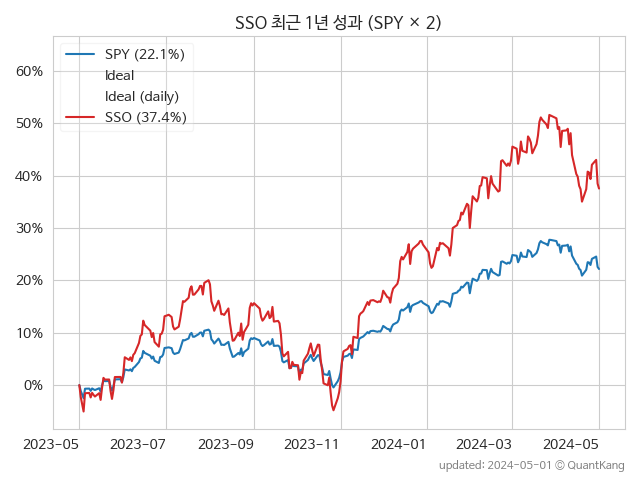 SSO 최근 1년 성과 (SPY × 2)
SPY (22.1%)
Ideal
Ideal (daily)
SSO (37.4%)
60%
50%
40%
30%
20%
10%
0%
2023−05 2023−07 2023−09 2023−11 2024−01 2024−03 2024−05
updated: 2024-05-01 © QuantKang